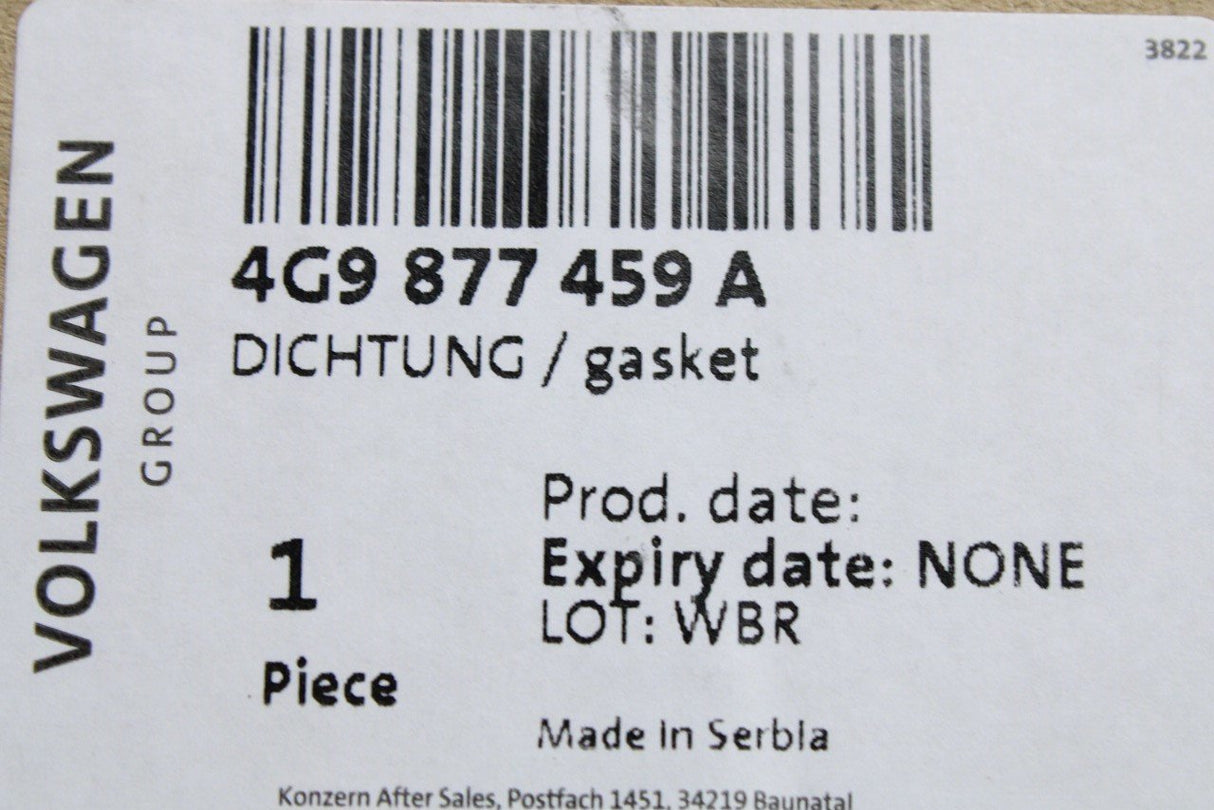 3822
VOLKSWAGEN
GROUP
4G9 877 459 A
DICHTUNG / gasket
Prod. date:
Expiry date: NONE
LOT: WBR
1
Piece
Made in Serbia
Konzern After Sales, Postfach 1451, 34219 Baunatal